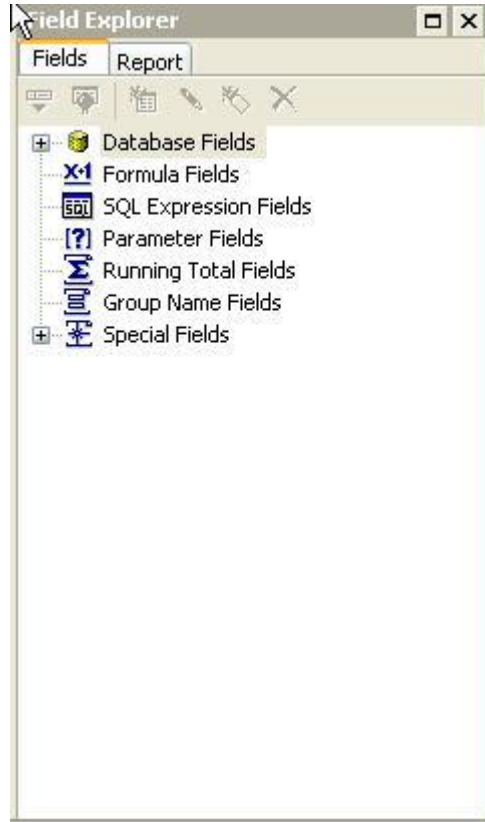 Field Explorer
Fields Report
Database Fields
X+1 Formula Fields
SQL SQL Expression Fields
[?] Parameter Fields
Σ Running Total Fields
Group Name Fields
Special Fields